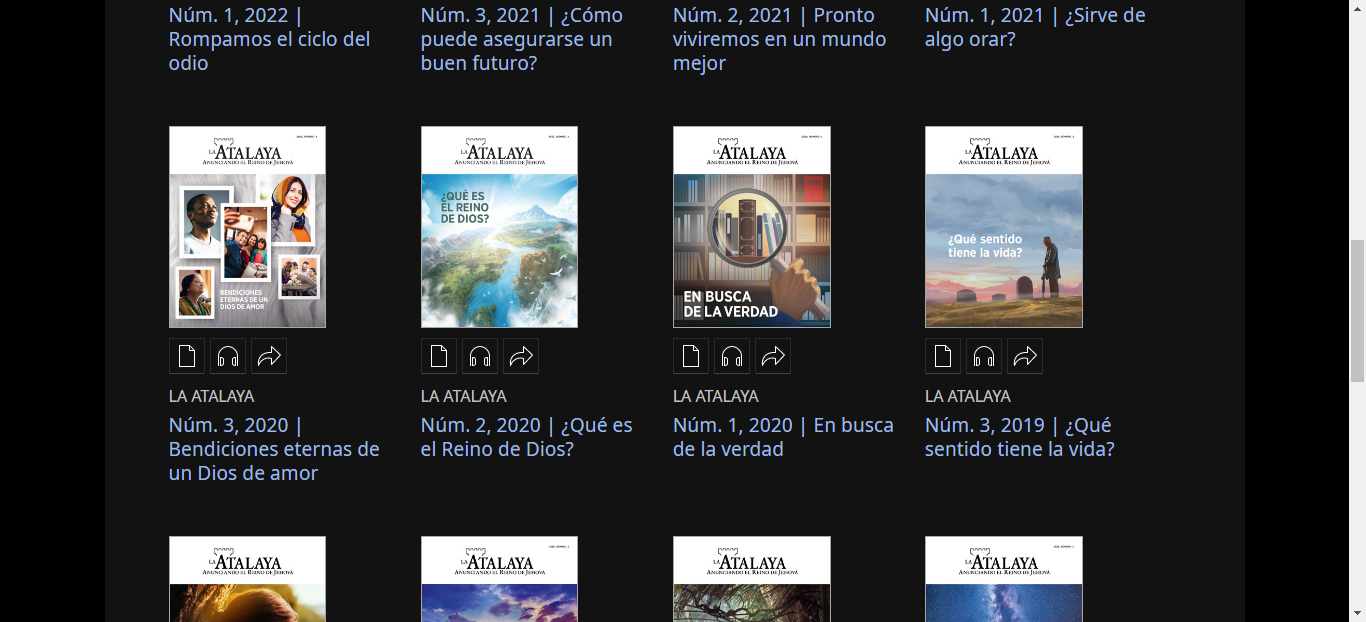 Núm. 1, 2022 |
Rompamos el ciclo del
odio
Núm. 3, 2021 | ¿Cómo
puede asegurarse un
buen futuro?
Núm. 2, 2021 | Pronto
viviremos en un mundo
mejor
Núm. 1, 2021 | ¿Sirve de
algo orar?
LA ATALAYA
ANUNCIANDO EL REINO DE JEHOVÁ
BENDICIONES
ETERNAS DE UN
DIOS DE AMOR
LA ATALAYA
ANUNCIANDO EL REINO DE JEHOVÁ
¿QUÉ ES
EL REINO
DE DIOS?
LA ATALAYA
ANUNCIANDO EL REINO DE JEHOVÁ
EN BUSCA
DE LA VERDAD
LA ATALAYA
ANUNCIANDO EL REINO DE JEHOVÁ
¿Qué sentido
tiene la vida?
LA ATALAYA
Núm. 3, 2020 |
Bendiciones eternas de
un Dios de amor
LA ATALAYA
Núm. 2, 2020 | ¿Qué es
el Reino de Dios?
LA ATALAYA
Núm. 1, 2020 | En busca
de la verdad
LA ATALAYA
Núm. 3, 2019 | ¿Qué
sentido tiene la vida?
LA ATALAYA
ANUNCIANDO EL REINO DE JEHOVÁ
LA ATALAYA
ANUNCIANDO EL REINO DE JEHOVÁ
LA ATALAYA
ANUNCIANDO EL REINO DE JEHOVÁ
LA ATALAYA
ANUNCIANDO EL REINO DE JEHOVÁ